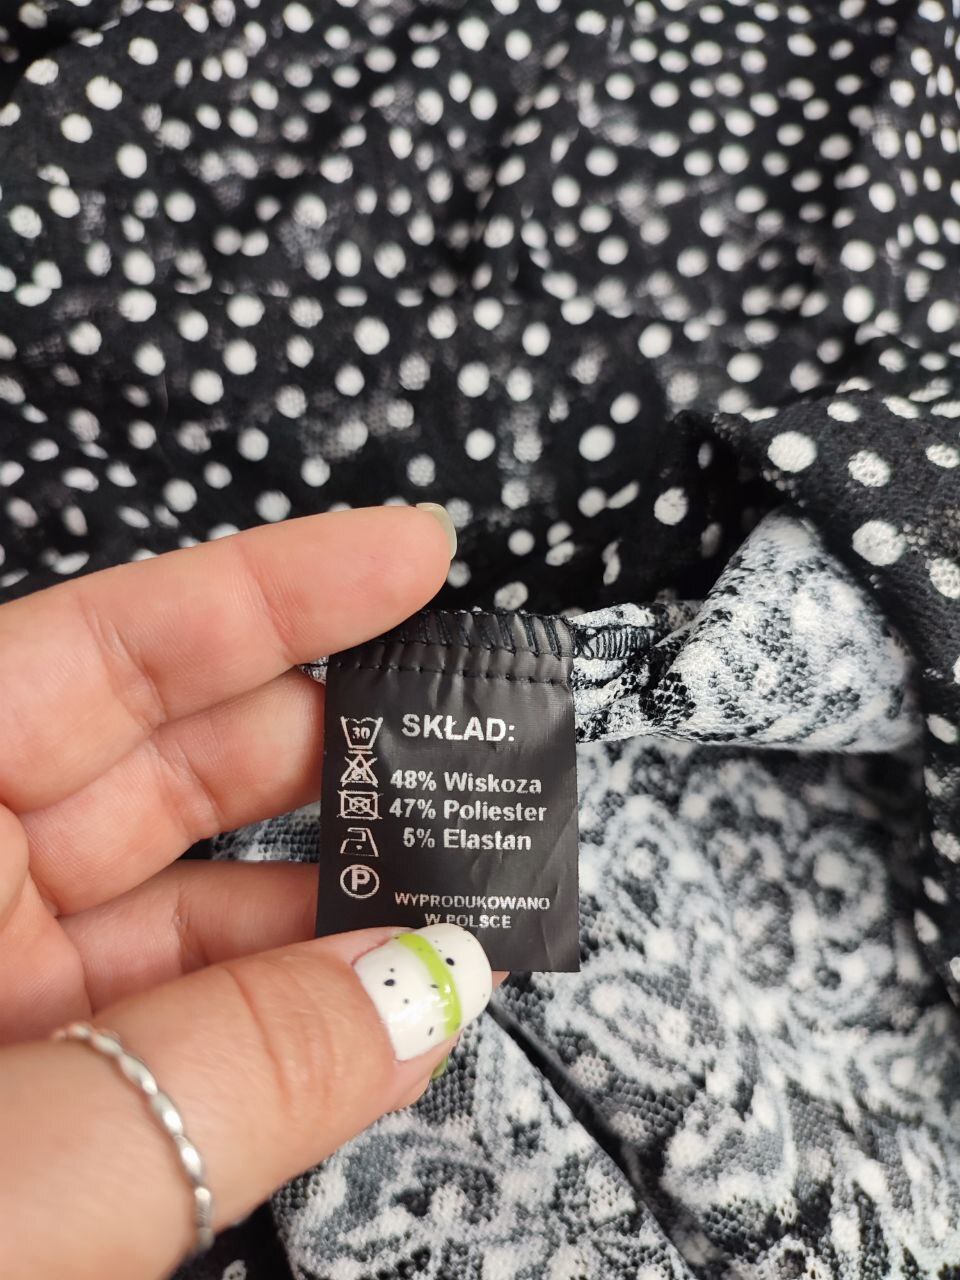 30
SKŁAD:
48% Wiskoza
47% Poliester
5% Elastan
P
WYPRODUKOWANO
W POLSCE